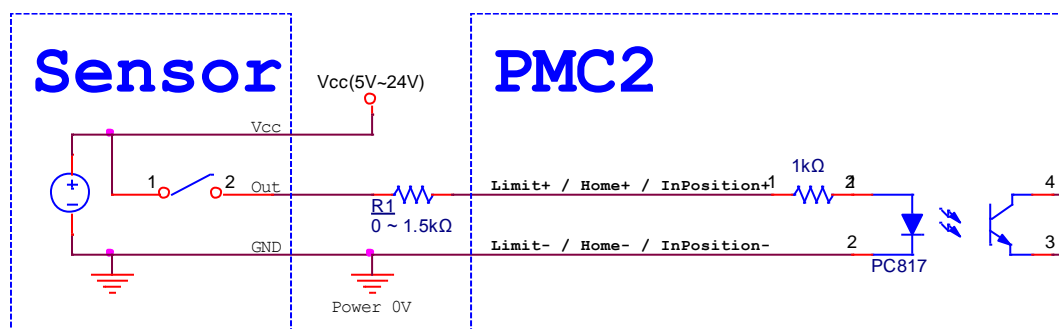 Sensor
PMC2
Vcc(5V~24V)
Vcc
1
2
Out
R1
0 ~ 1.5kΩ
Limit+ / Home+ / InPosition+
1
1kΩ
2
4
GND
Limit- / Home- / InPosition-
2
PC817
3
Power 0V